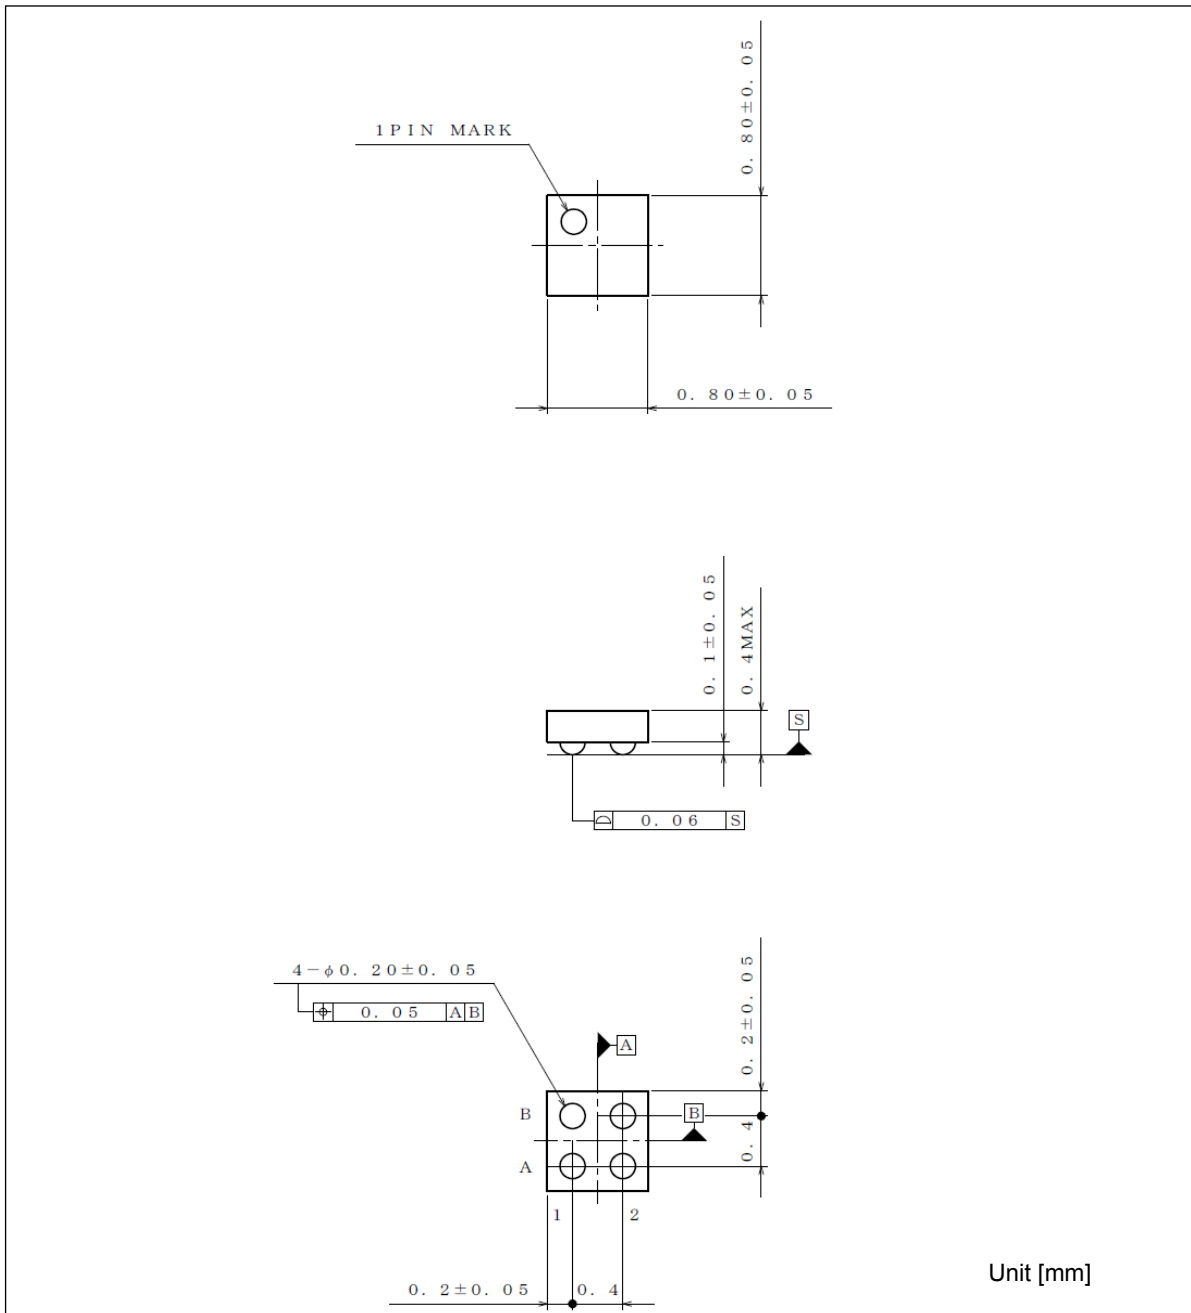 0. 80±0. 05
1PIN MARK
0. 80±0. 05
0. 1±0. 05
0. 4MAX
S
0. 06 S
4-φ0. 20±0. 05
0. 05 A B
0. 2±0. 05
A
B
B
0. 4
A
1 2
0. 2±0. 05 0. 4
Unit [mm]